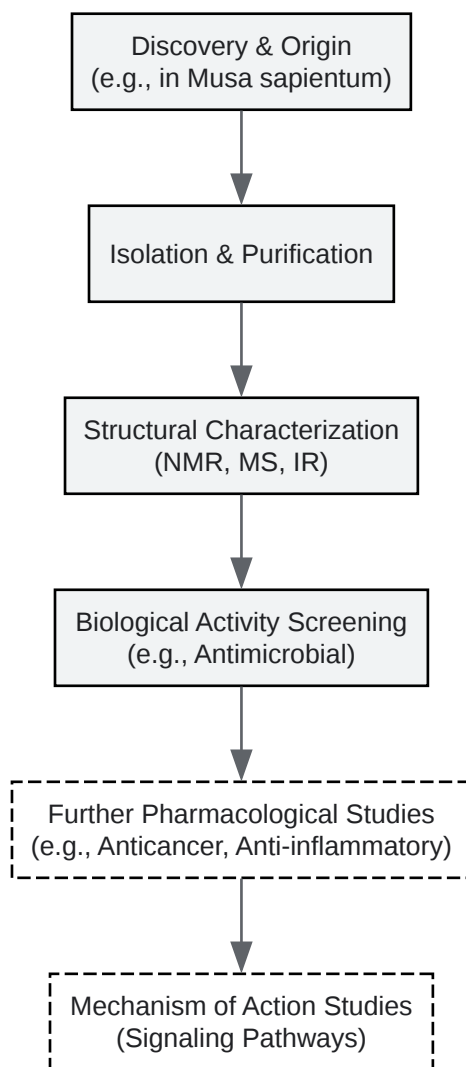 Discovery & Origin
(e.g., in Musa sapientum)
Isolation & Purification
Structural Characterization
(NMR, MS, IR)
Biological Activity Screening
(e.g., Antimicrobial)
Further Pharmacological Studies
(e.g., Anticancer, Anti-inflammatory)
Mechanism of Action Studies
(Signaling Pathways)